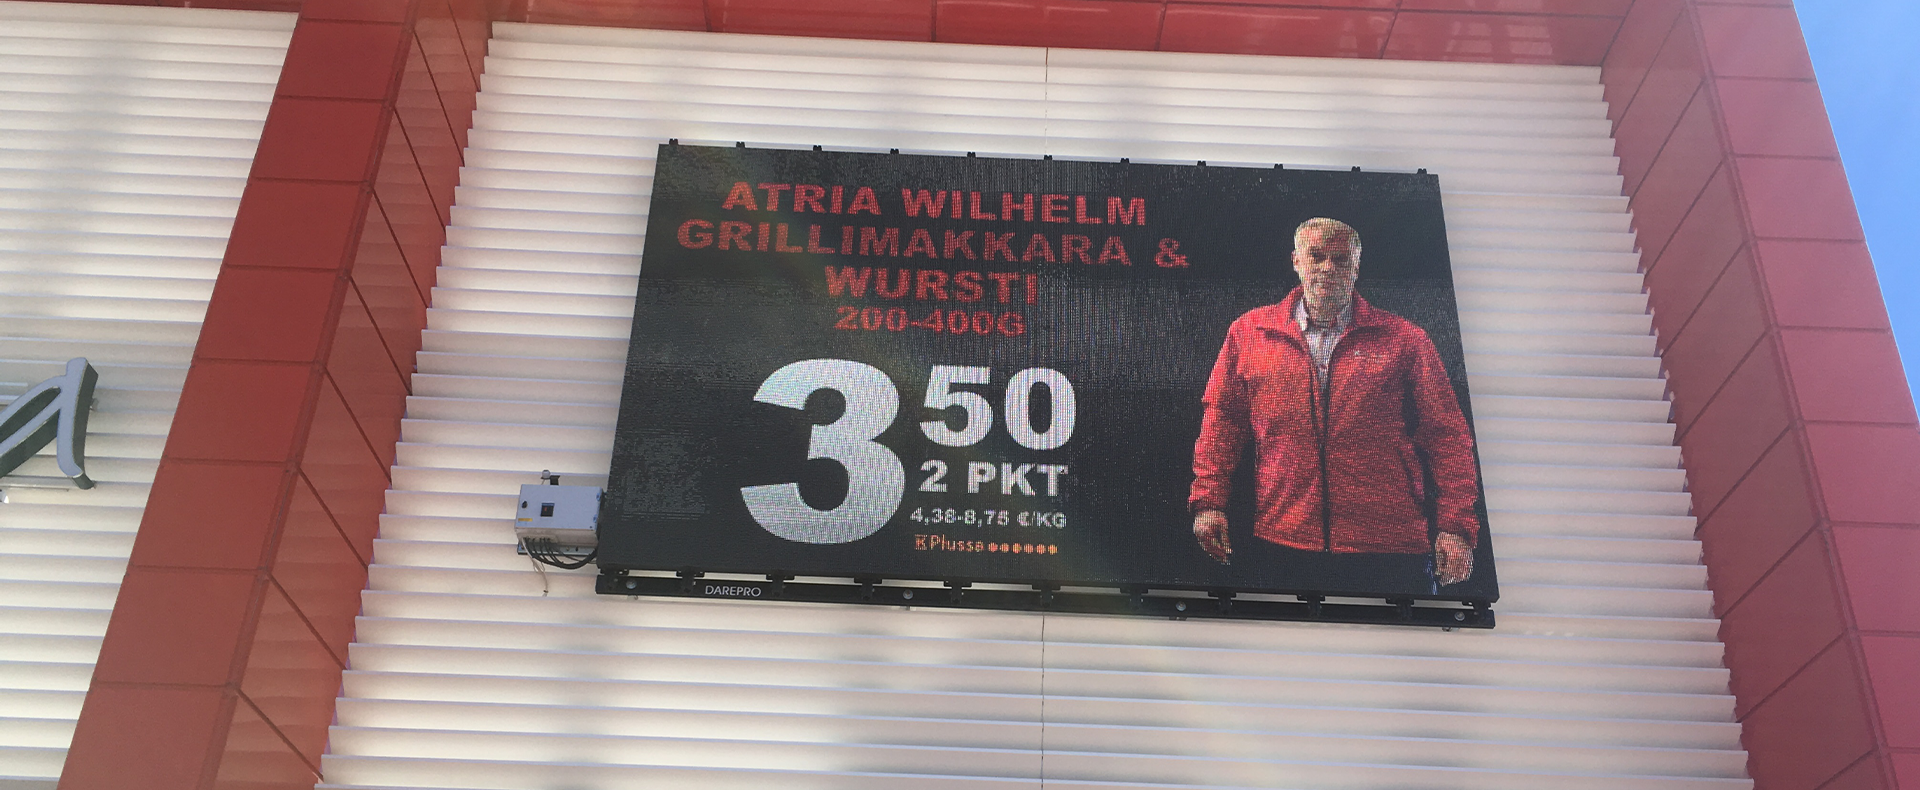 ATRIA WILHELM
GRILLIMAKKARA &
WURSTI
200-400G
3 50
2 PKT
4,38-8,75 €/KG
K Plussa
DAREPRO